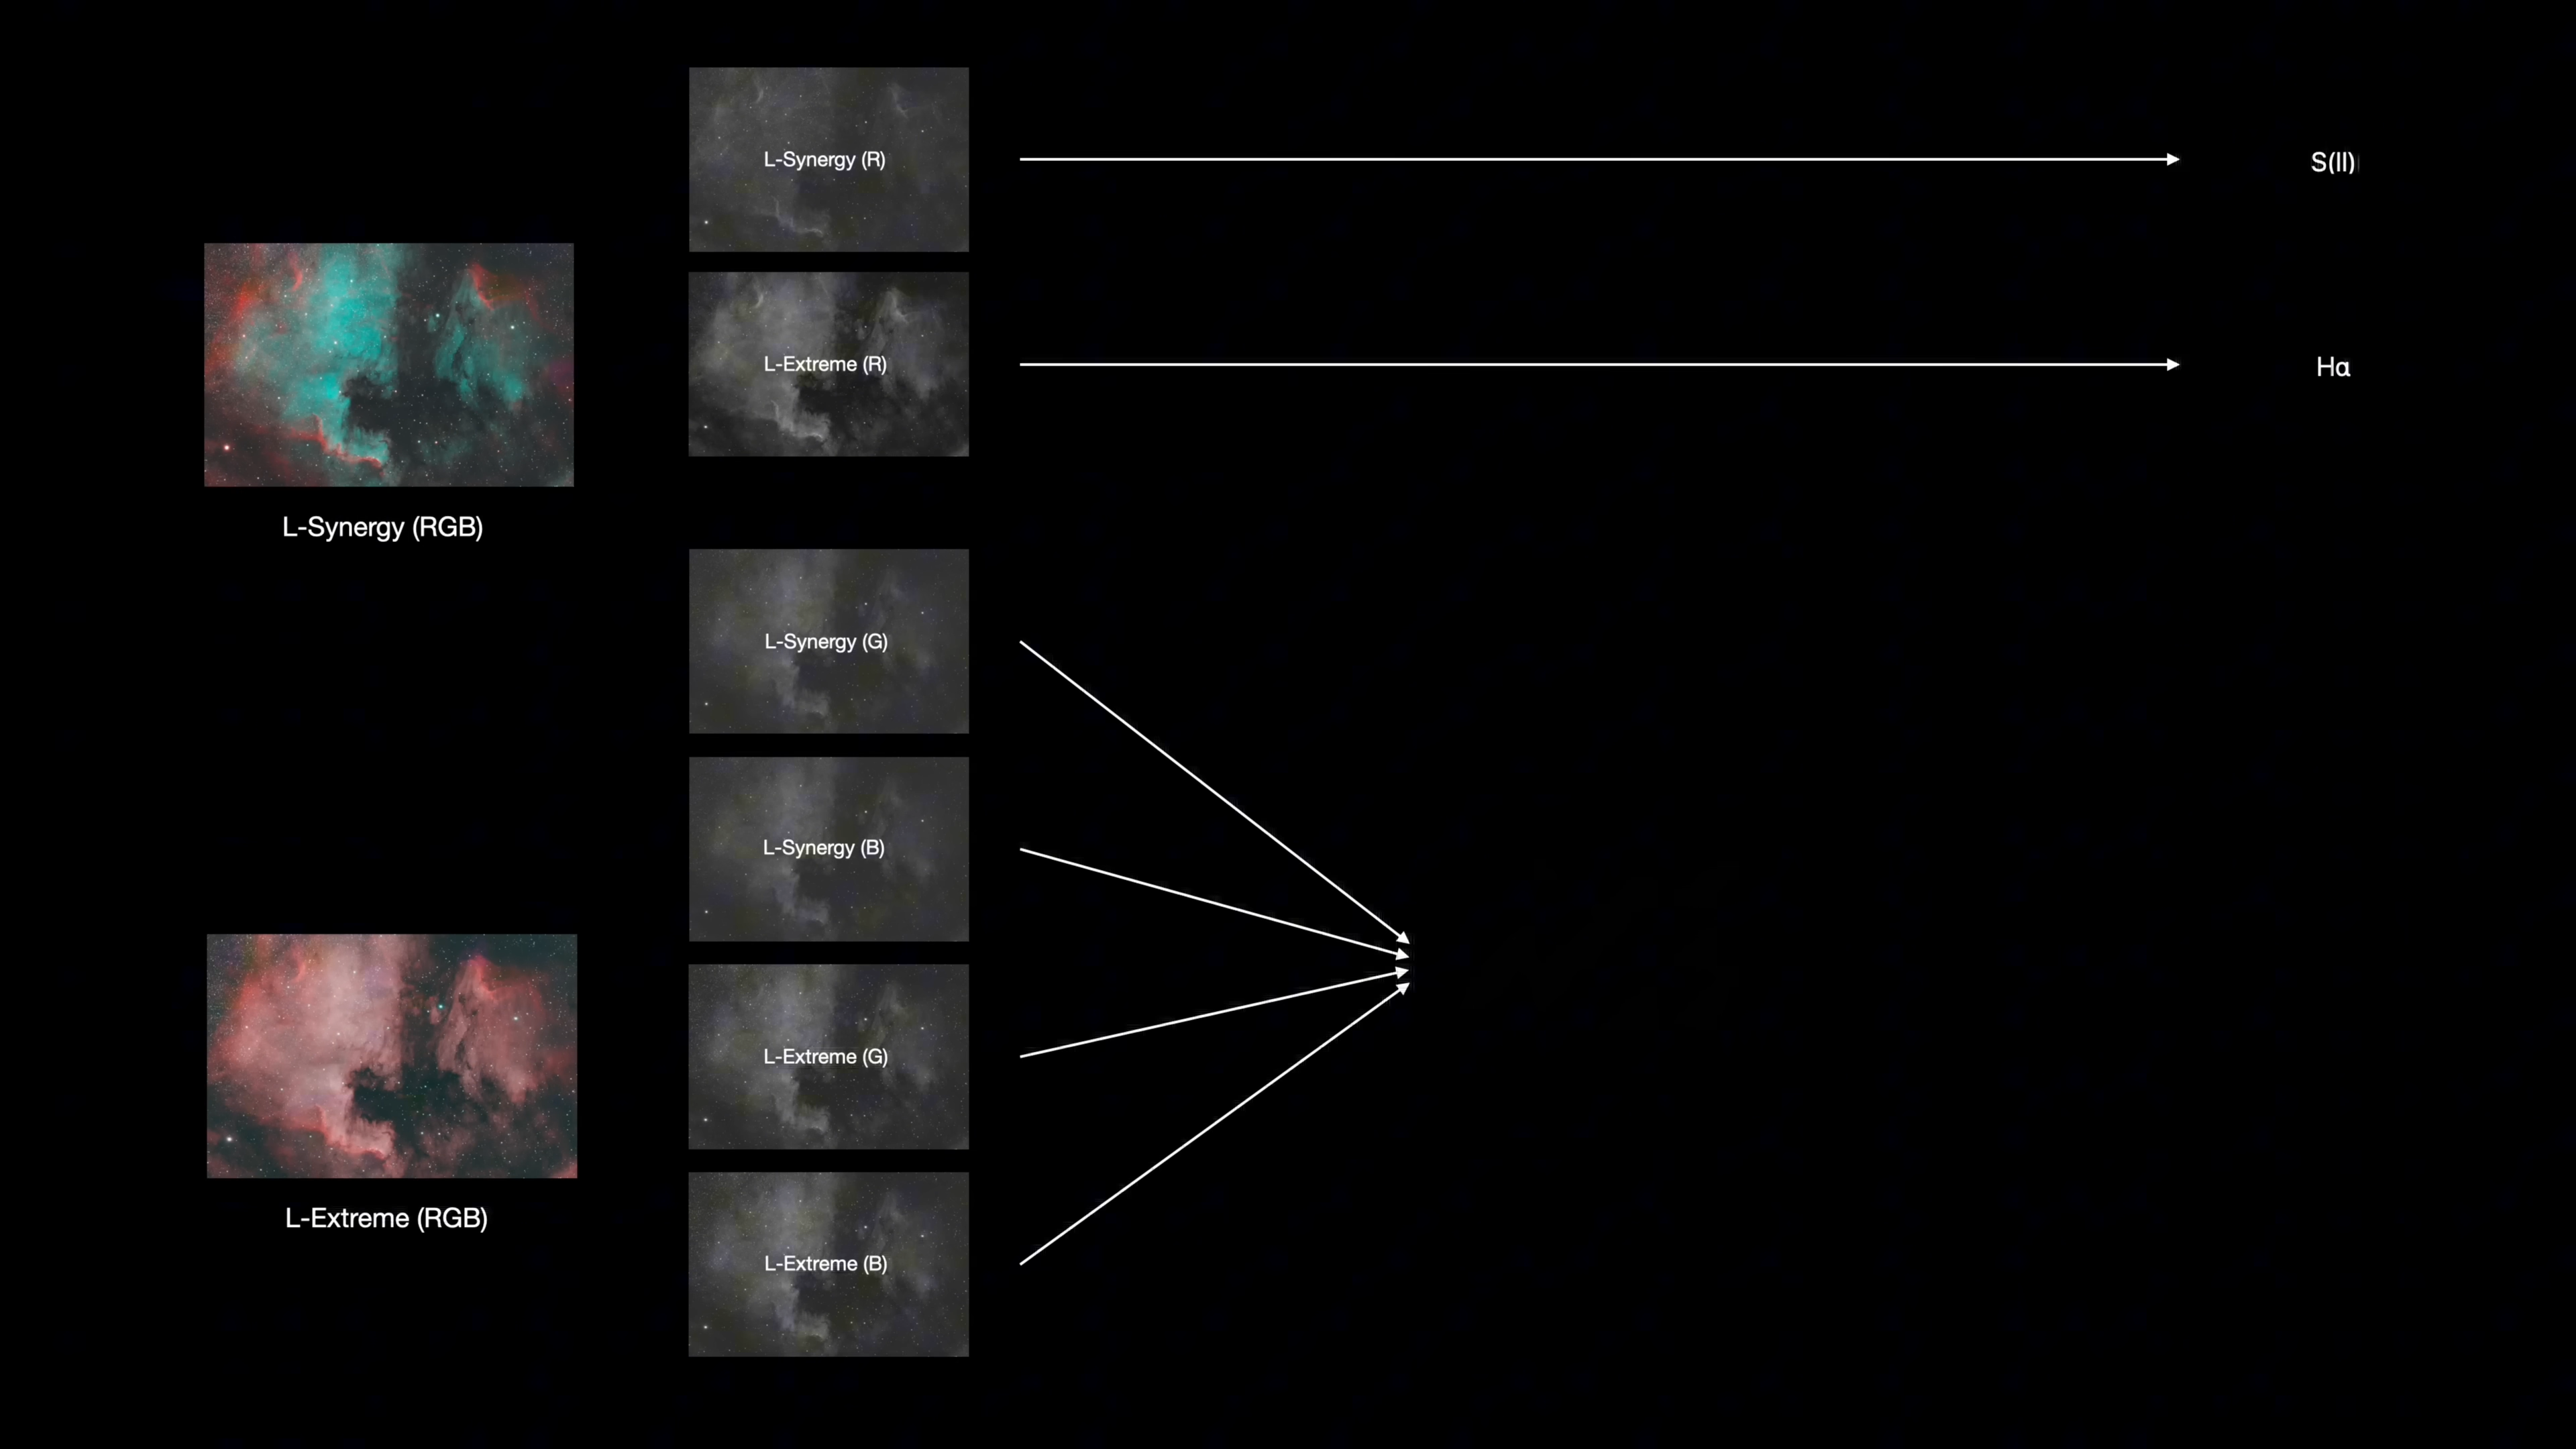 L-Synergy (R)
S(II)
L-Extreme (R)
Hα
L-Synergy (RGB)
L-Synergy (G)
L-Synergy (B)
L-Extreme (G)
L-Extreme (RGB)
L-Extreme (B)